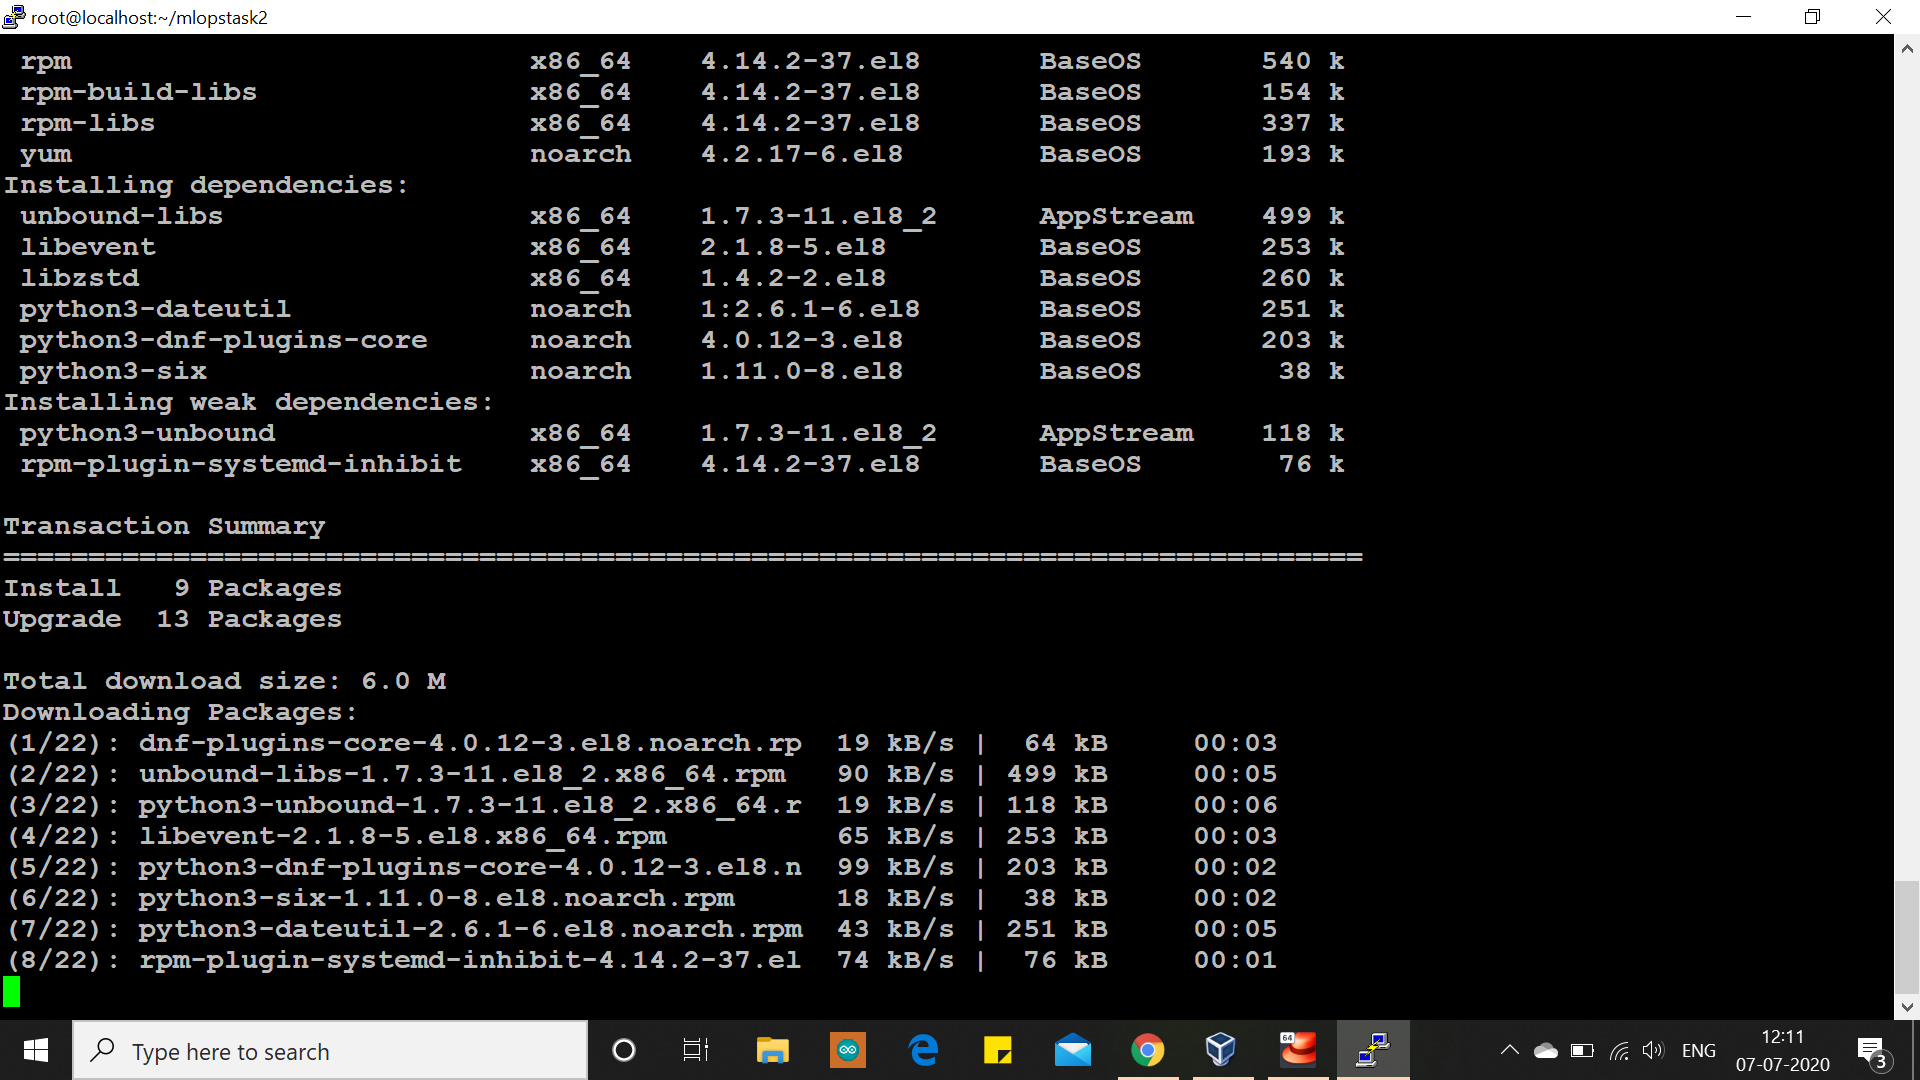 root@localhost:~/mlopstask2
rpm x86_64 4.14.2-37.el8 BaseOS 540 k
rpm-build-libs x86_64 4.14.2-37.el8 BaseOS 154 k
rpm-libs x86_64 4.14.2-37.el8 BaseOS 337 k
yum noarch 4.2.17-6.el8 BaseOS 193 k
Installing dependencies:
unbound-libs x86_64 1.7.3-11.el8_2 AppStream 499 k
libevent x86_64 2.1.8-5.el8 BaseOS 253 k
libzstd x86_64 1.4.2-2.el8 BaseOS 260 k
python3-dateutil noarch 1:2.6.1-6.el8 BaseOS 251 k
python3-dnf-plugins-core noarch 4.0.12-3.el8 BaseOS 203 k
python3-six noarch 1.11.0-8.el8 BaseOS 38 k
Installing weak dependencies:
python3-unbound x86_64 1.7.3-11.el8_2 AppStream 118 k
rpm-plugin-systemd-inhibit x86_64 4.14.2-37.el8 BaseOS 76 k
Transaction Summary
================================================================================
Install 9 Packages
Upgrade 13 Packages
Total download size: 6.0 M
Downloading Packages:
(1/22): dnf-plugins-core-4.0.12-3.el8.noarch.rp 19 kB/s | 64 kB 00:03
(2/22): unbound-libs-1.7.3-11.el8_2.x86_64.rpm 90 kB/s | 499 kB 00:05
(3/22): python3-unbound-1.7.3-11.el8_2.x86_64.r 19 kB/s | 118 kB 00:06
(4/22): libevent-2.1.8-5.el8.x86_64.rpm 65 kB/s | 253 kB 00:03
(5/22): python3-dnf-plugins-core-4.0.12-3.el8.n 99 kB/s | 203 kB 00:02
(6/22): python3-six-1.11.0-8.el8.noarch.rpm 18 kB/s | 38 kB 00:02
(7/22): python3-dateutil-2.6.1-6.el8.noarch.rpm 43 kB/s | 251 kB 00:05
(8/22): rpm-plugin-systemd-inhibit-4.14.2-37.el 74 kB/s | 76 kB 00:01
Type here to search
64
ENG
12:11
07-07-2020
3